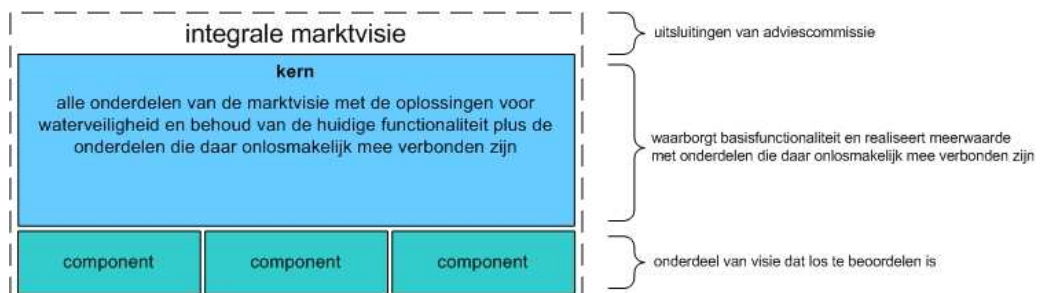 integrale marktvisie
uitsluitingen van adviescommissie
kern
alle onderdelen van de marktvisie met de oplossingen voor
waterveiligheid en behoud van de huidige functionaliteit plus de
onderdelen die daar onlosmakelijk mee verbonden zijn
waarborgt basisfunctionaliteit en realiseert meerwaarde
met onderdelen die daar onlosmakelijk mee verbonden zijn
component
component
component
onderdeel van visie dat los te beoordelen is